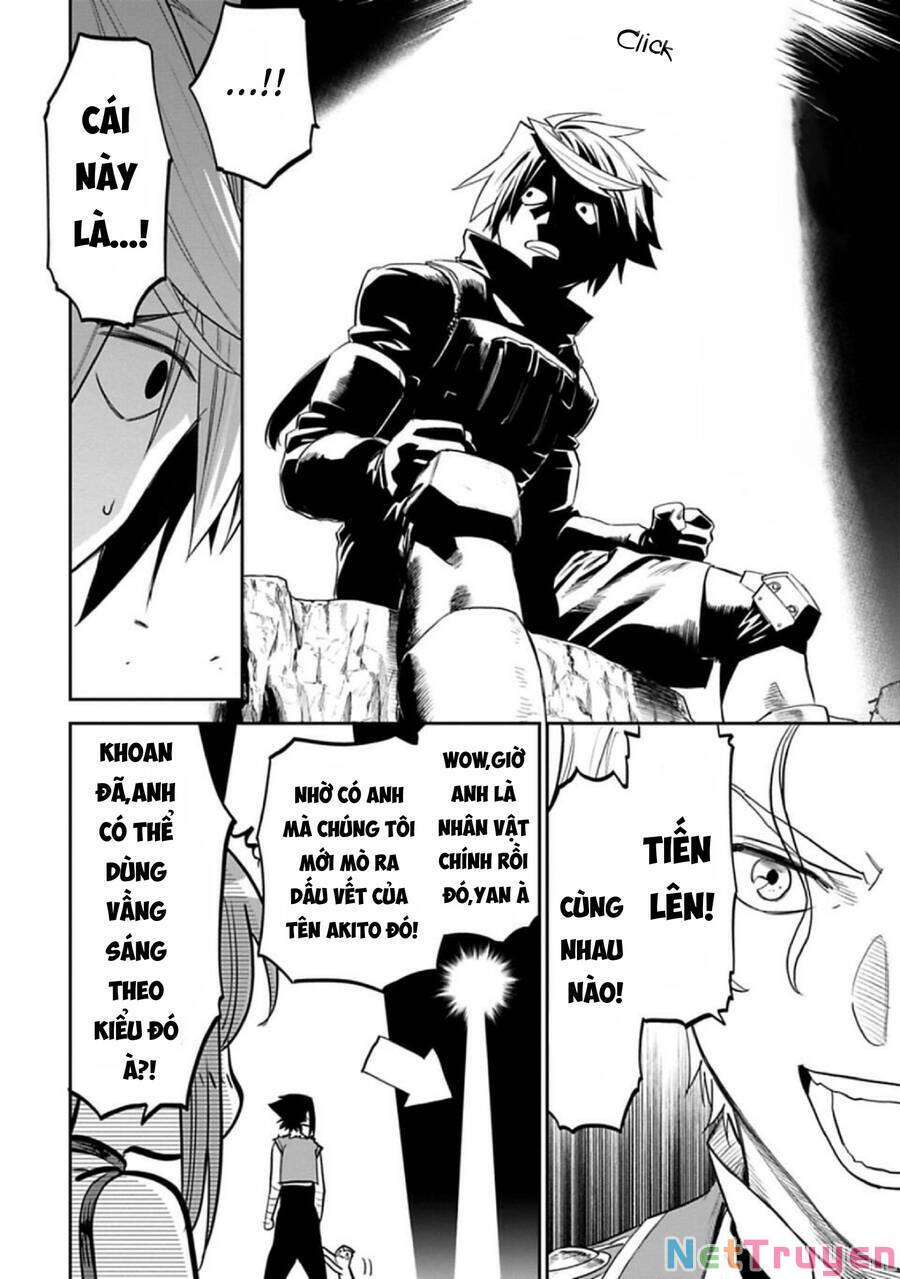 Click
...!!
CÁI
NÀY
LÀ...!
TIẾN
LÊN!
CÙNG
NHAU
NÀO!
WOW,GIỜ
ANH LÀ
NHÂN VẬT
CHÍNH RỒI
ĐÓ,YAN À
NHỜ CÓ ANH
MÀ CHÚNG TÔI
MỚI MÒ RA
DẤU VẾT CỦA
TÊN AKITO ĐÓ!
KHOAN
ĐÃ,ANH
CÓ THỂ
DÙNG
VẦNG
SÁNG
THEO
KIỂU ĐÓ
À?!
NetTruyen